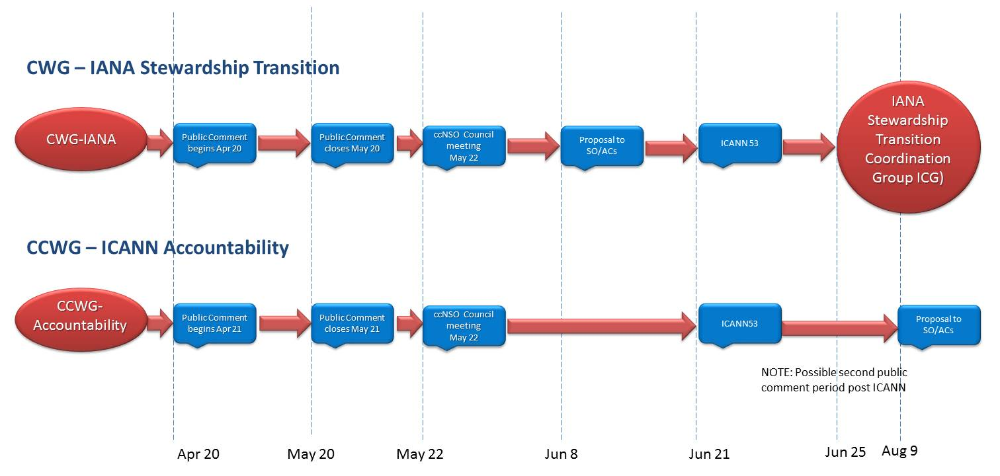 CWG – IANA Stewardship Transition
CWG-IANA
Public Comment
begins Apr 20
Public Comment
closes May 20
ccNSO Council
meeting
May 22
Proposal to
SO/ACs
ICANN 53
IANA
Stewardship
Transition
Coordination
Group ICG)
CCWG – ICANN Accountability
CCWG-
Accountability
Public Comment
begins Apr 21
Public Comment
closes May 21
ccNSO Council
meeting
May 22
ICANN53
Proposal to
SO/ACs
NOTE: Possible second public
comment period post ICANN
Apr 20
May 20
May 22
Jun 8
Jun 21
Jun 25
Aug 9